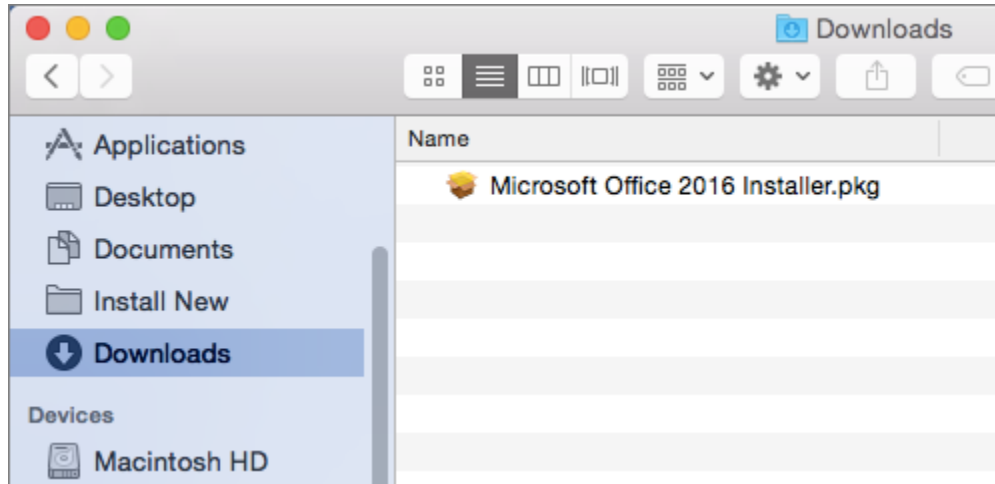 Downloads
Applications
Desktop
Documents
Install New
Downloads
Devices
Macintosh HD
Name
Microsoft Office 2016 Installer.pkg